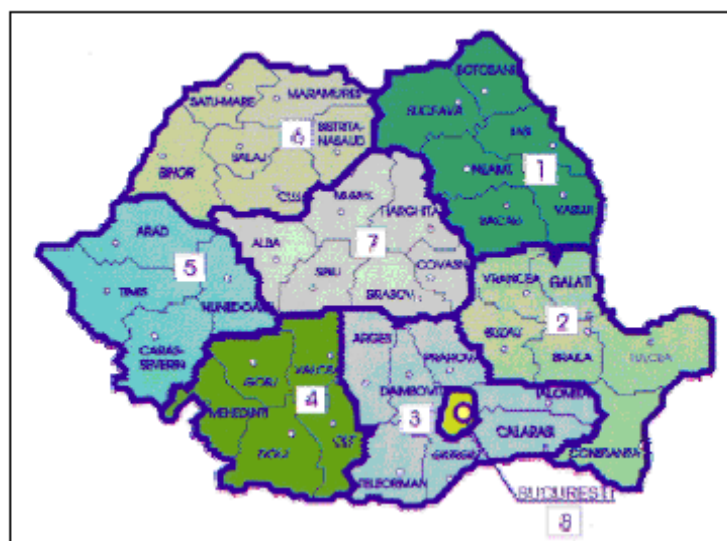 BOTOSANI
SATU-MARE
MARAMURES
SUCEAVA
IASI
BISTRITA-
NASAUD
6
SALAJ
BIHOR
NEAMT
1
CLUJ
MURES
HARGHITA
BACAU
VASLUI
ARAD
ALBA
7
5
SIBIU
COVASN
VRANCEA
GALATI
TIMIS
HUNEDOARA
BRASOV
BUZAU
2
ARGES
PRAHOVA
BRAILA
TULCEA
CARAS-
SEVERIN
GORJ
VALCEA
DAMBOVIT
IALOMITA
MEHEDINTI
4
3
CALARASI
DOLJ
OLT
GIURGIU
CONSTANTA
TELEORMAN
BUCURESTI
8